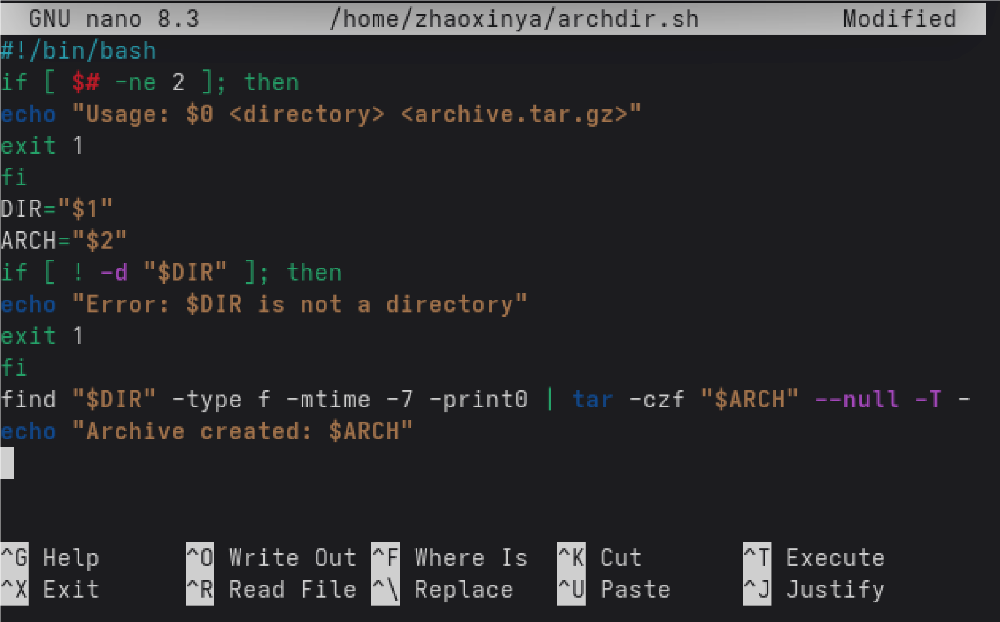 GNU nano 8.3 /home/zhaoxinya/archdir.sh Modified
#!/bin/bash
if [ $# -ne 2 ]; then
echo "Usage: $0 <directory> <archive.tar.gz>"
exit 1
fi
DIR="$1"
ARCH="$2"
if [ ! -d "$DIR" ]; then
echo "Error: $DIR is not a directory"
exit 1
fi
find "$DIR" -type f -mtime -7 -print0 | tar -czf "$ARCH" --null -T -
echo "Archive created: $ARCH"
^G Help ^O Write Out ^F Where Is ^K Cut ^T Execute
^X Exit ^R Read File ^\ Replace ^U Paste ^J Justify